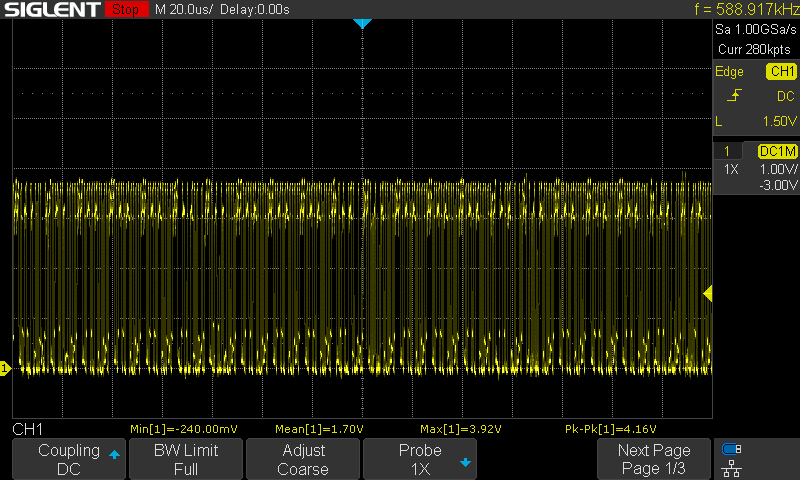 SIGLENT Stop M 20.0us/ Delay:0.00s f = 588.917kHz
Sa 1.00GSa/s
Curr 280kpts
Edge CH1
DC
L 1.50V
1 DC1M
1X 1.00V/
-3.00V
1
CH1 Min[1]=-240.00mV Mean[1]=1.70V Max[1]=3.92V Pk-Pk[1]=4.16V
Coupling BW Limit Adjust Probe Next Page
DC Full Coarse 1X Page 1/3